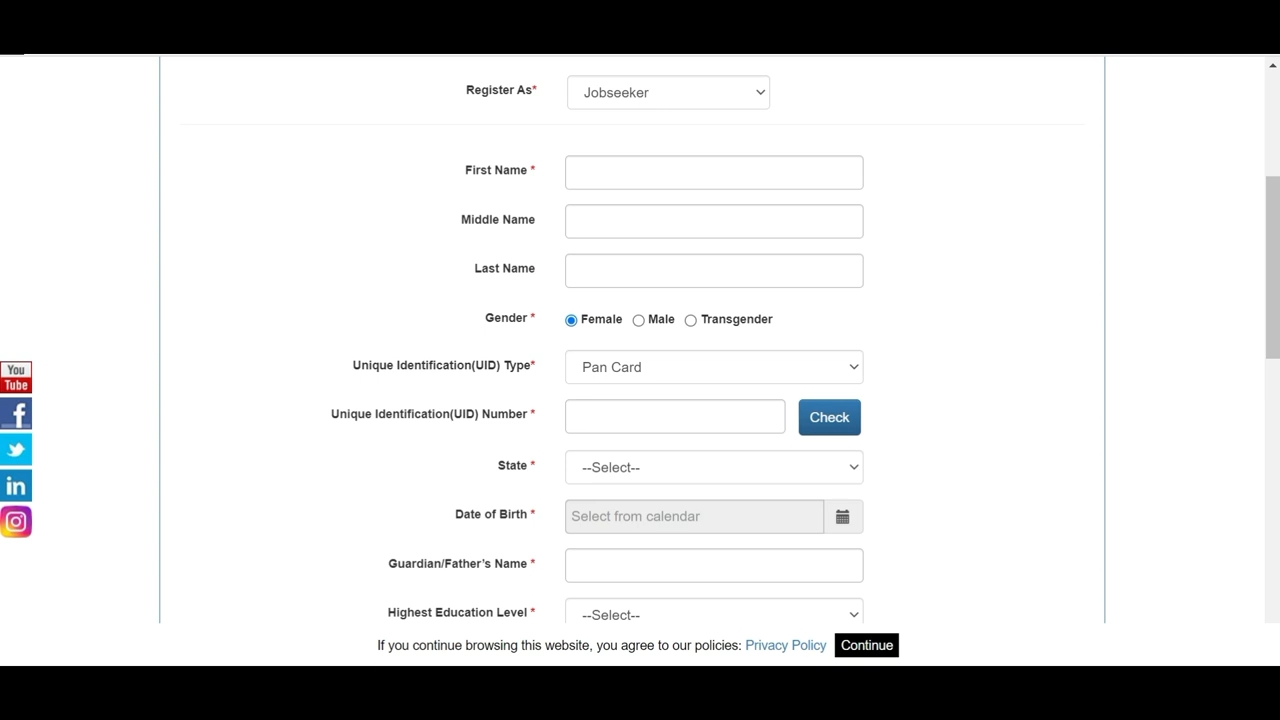 Register As*
Jobseeker
First Name *
Middle Name
Last Name
Gender *
Female Male Transgender
Unique Identification(UID) Type*
Pan Card
Unique Identification(UID) Number *
Check
State *
--Select--
Date of Birth *
Select from calendar
Guardian/Father’s Name *
Highest Education Level *
--Select--
You
Tube
f
in
If you continue browsing this website, you agree to our policies: Privacy Policy Continue